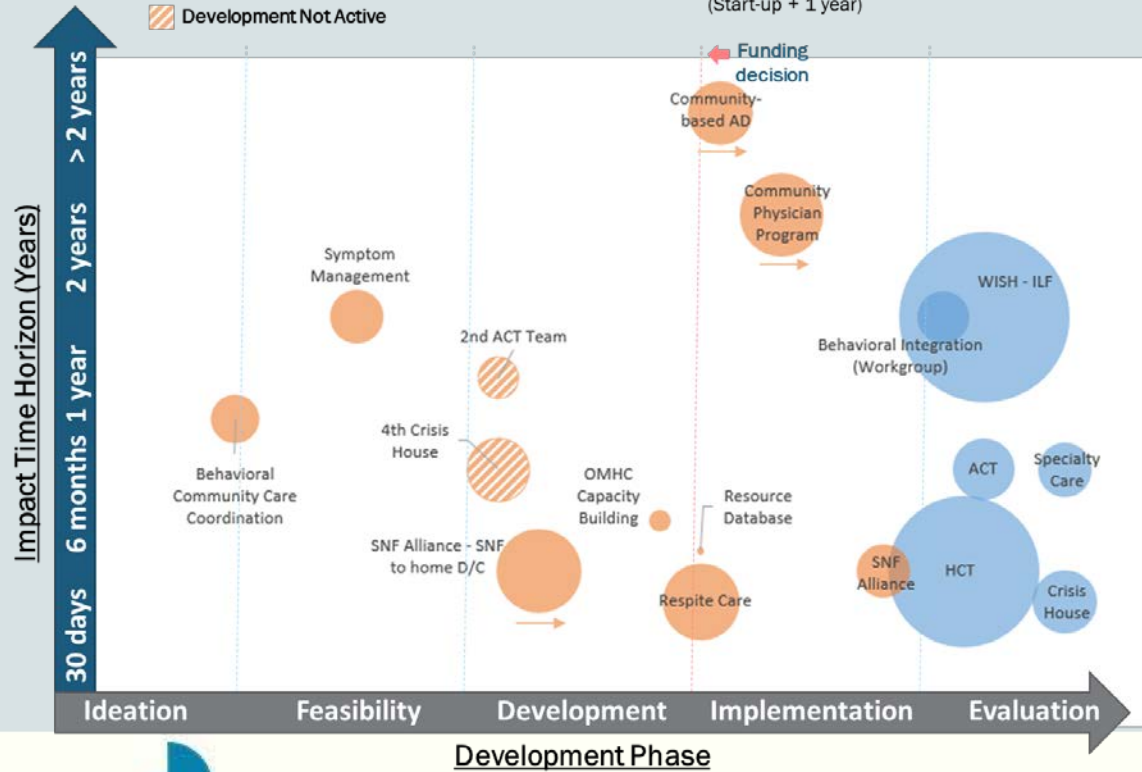 Development Not Active
(Start-up + 1 year)
Funding
decision
Community-
based AD
Community
Physician
Program
Symptom
Management
WISH - ILF
2nd ACT Team
Behavioral Integration
(Workgroup)
4th Crisis
House
Behavioral
Community Care
Coordination
OMHC
Capacity
Building
Resource
Database
ACT
Specialty
Care
SNF Alliance - SNF
to home D/C
SNF
Alliance
HCT
Respite Care
Crisis
House
Impact Time Horizon (Years)
> 2 years
2 years
1 year
6 months
30 days
Ideation
Feasibility
Development
Implementation
Evaluation
Development Phase